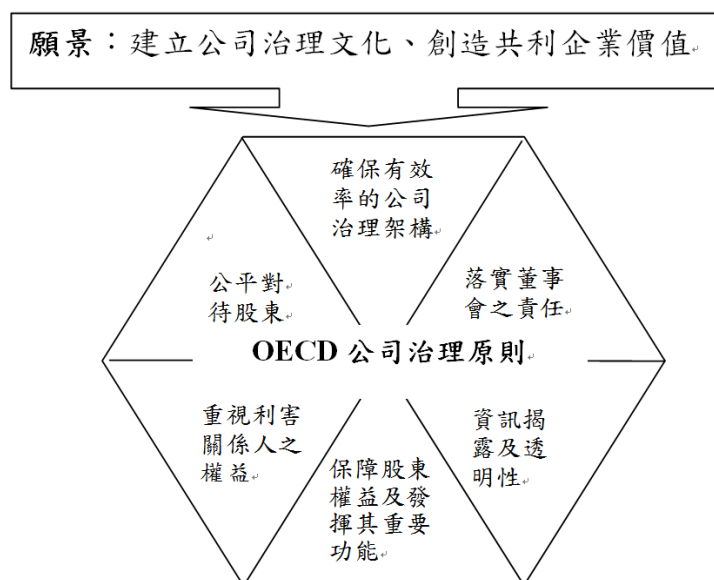 願景：建立公司治理文化、創造共利企業價值
確保有效
率的公司
治理架構
公平對
待股東
落實董事
會之責任
OECD 公司治理原則
重視利害
關係人之
權益
保障股東
權益及發
揮其重要
功能
資訊揭
露及透
明性